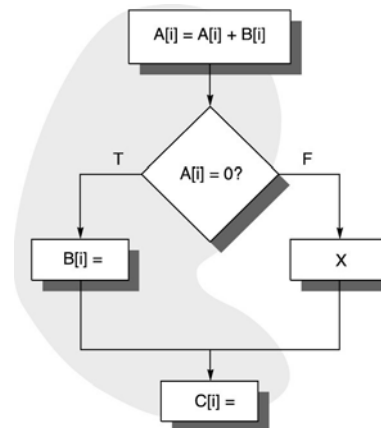 A[i] = A[i] + B[i]
T
A[i] = 0?
F
B[i] =
X
C[i] =